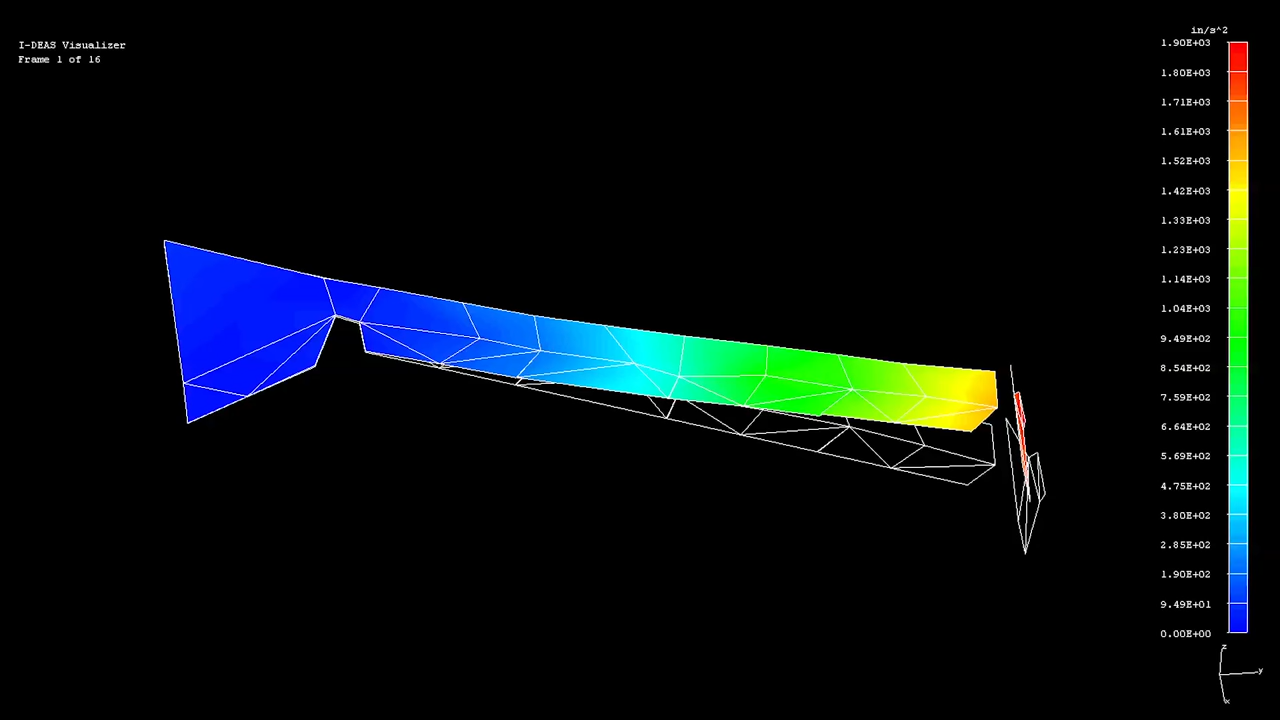 I-DEAS Visualizer
Frame 1 of 16
in/s^2
1.90E+03
1.80E+03
1.71E+03
1.61E+03
1.52E+03
1.42E+03
1.33E+03
1.23E+03
1.14E+03
1.04E+03
9.49E+02
8.54E+02
7.59E+02
6.64E+02
5.69E+02
4.75E+02
3.80E+02
2.85E+02
1.90E+02
9.49E+01
0.00E+00
z
y
x